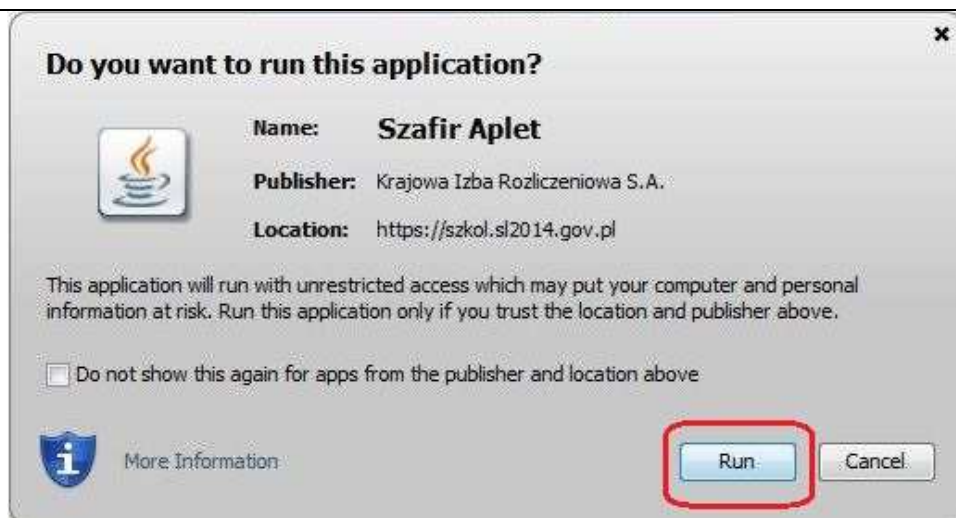 Do you want to run this application?
Name: Szafir Aplet
Publisher: Krajowa Izba Rozliczeniowa S.A.
Location: https://szkol.sl2014.gov.pl
This application will run with unrestricted access which may put your computer and personal
information at risk. Run this application only if you trust the location and publisher above.
Do not show this again for apps from the publisher and location above
More Information
Run Cancel